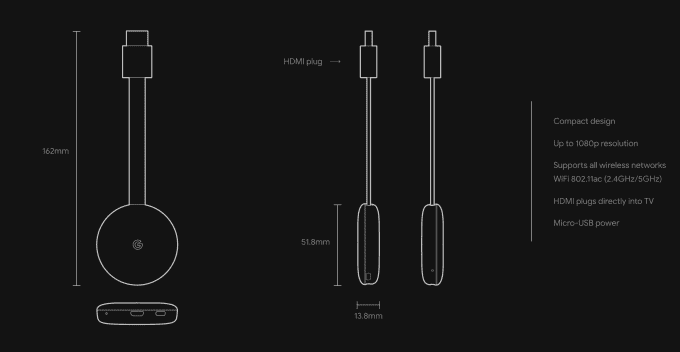 HDMI plug →
162mm
51.8mm
13.8mm
Compact design
Up to 1080p resolution
Supports all wireless networks
WiFi 802.11ac (2.4GHz/5GHz)
HDMI plugs directly into TV
Micro-USB power
G